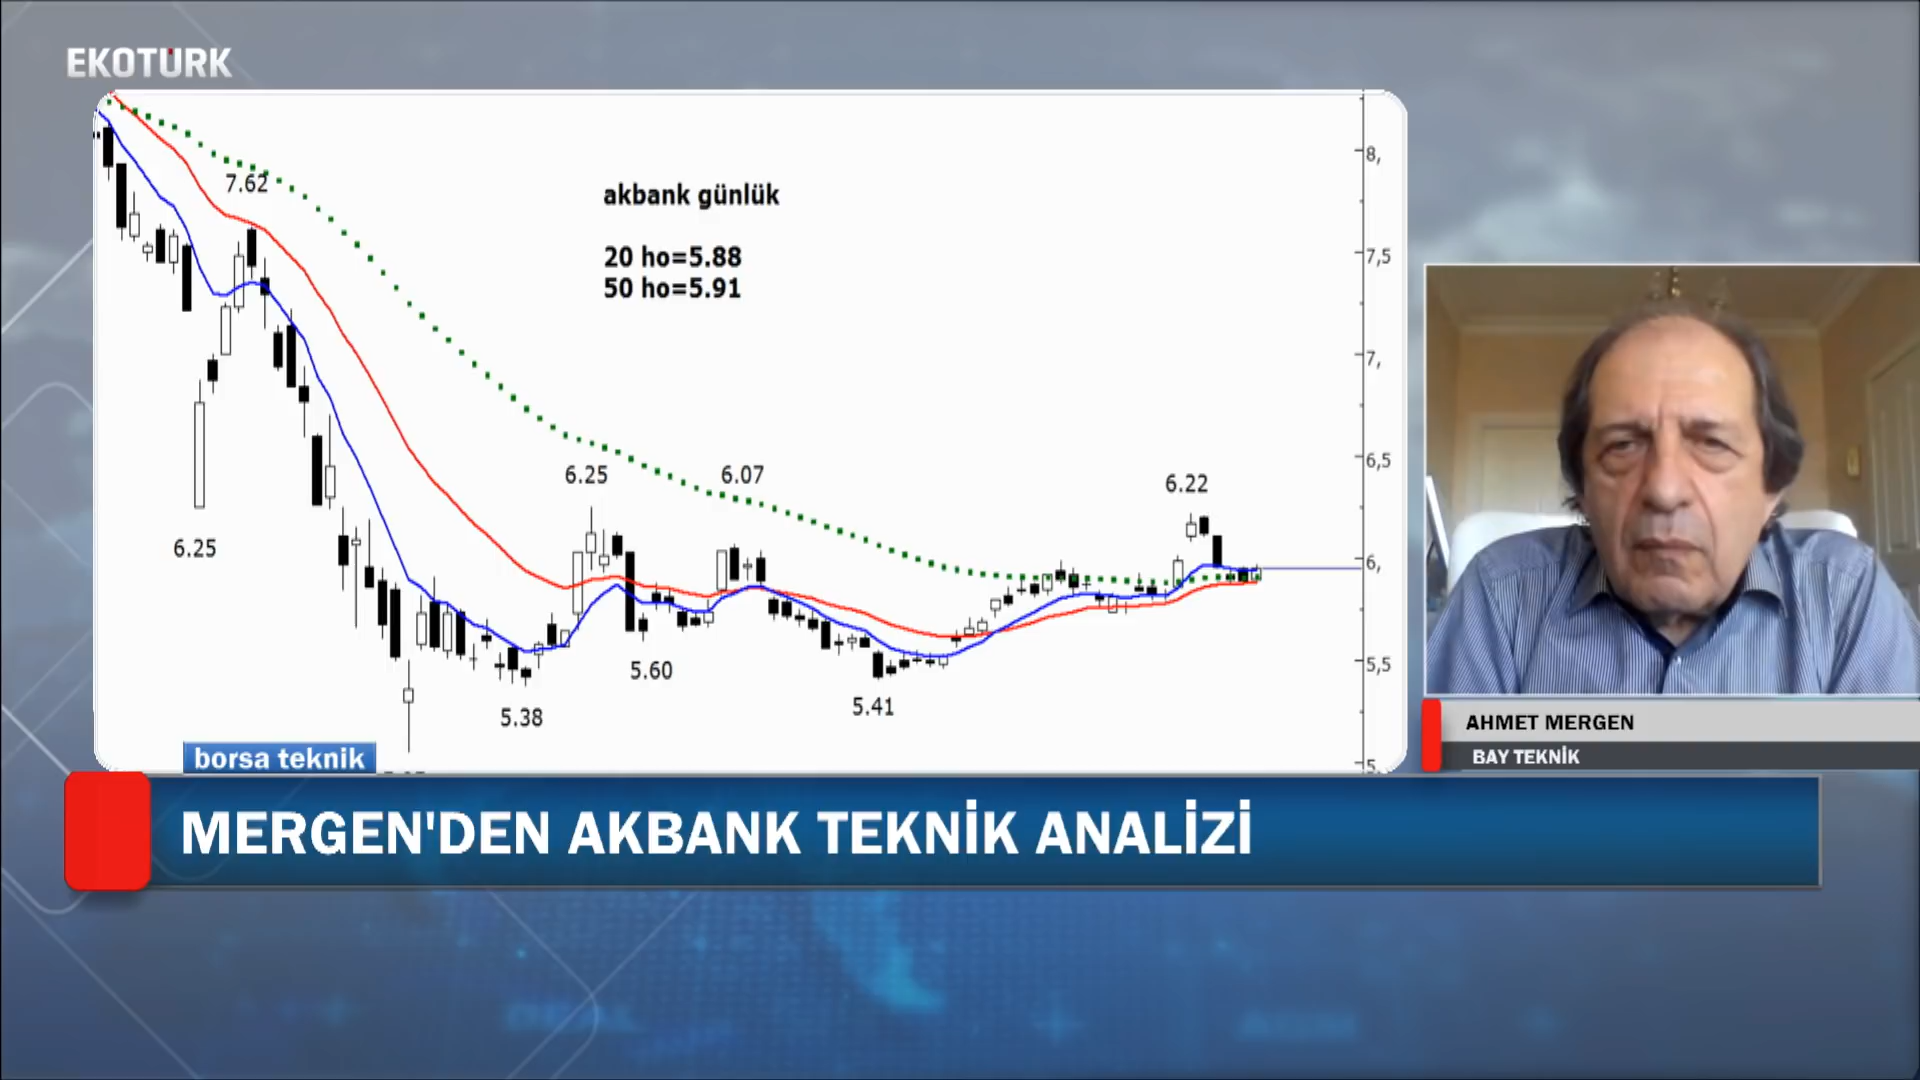 EKOTÜRK
8,
7.62
akbank günlük
7,5
20 ho=5.88
50 ho=5.91
7,
6.25
6.07
6.22
6,5
6.25
6,
5.60
5,5
5.41
5.38
5,
borsa teknik
AHMET MERGEN
BAY TEKNİK
MERGEN'DEN AKBANK TEKNİK ANALİZİ